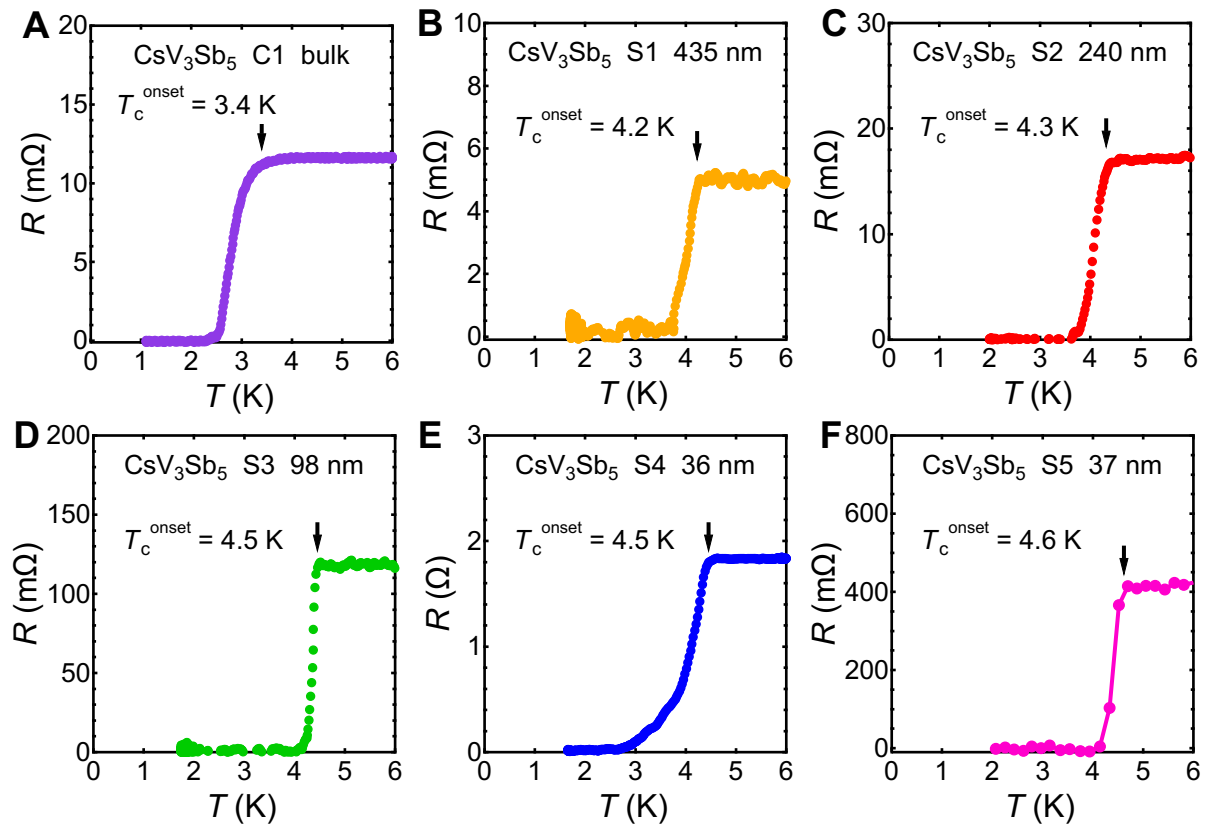 A
CsV₃Sb₅ C1 bulk
T_c^onset = 3.4 K
R (mΩ)
20
15
10
5
0
0 1 2 3 4 5 6
T (K)
B
CsV₃Sb₅ S1 435 nm
T_c^onset = 4.2 K
R (mΩ)
10
8
6
4
2
0
0 1 2 3 4 5 6
T (K)
C
CsV₃Sb₅ S2 240 nm
T_c^onset = 4.3 K
R (mΩ)
30
20
10
0
0 1 2 3 4 5 6
T (K)
D
CsV₃Sb₅ S3 98 nm
T_c^onset = 4.5 K
R (mΩ)
200
150
100
50
0
0 1 2 3 4 5 6
T (K)
E
CsV₃Sb₅ S4 36 nm
T_c^onset = 4.5 K
R (Ω)
3
2
1
0
0 1 2 3 4 5 6
T (K)
F
CsV₃Sb₅ S5 37 nm
T_c^onset = 4.6 K
R (mΩ)
800
600
400
200
0
0 1 2 3 4 5 6
T (K)